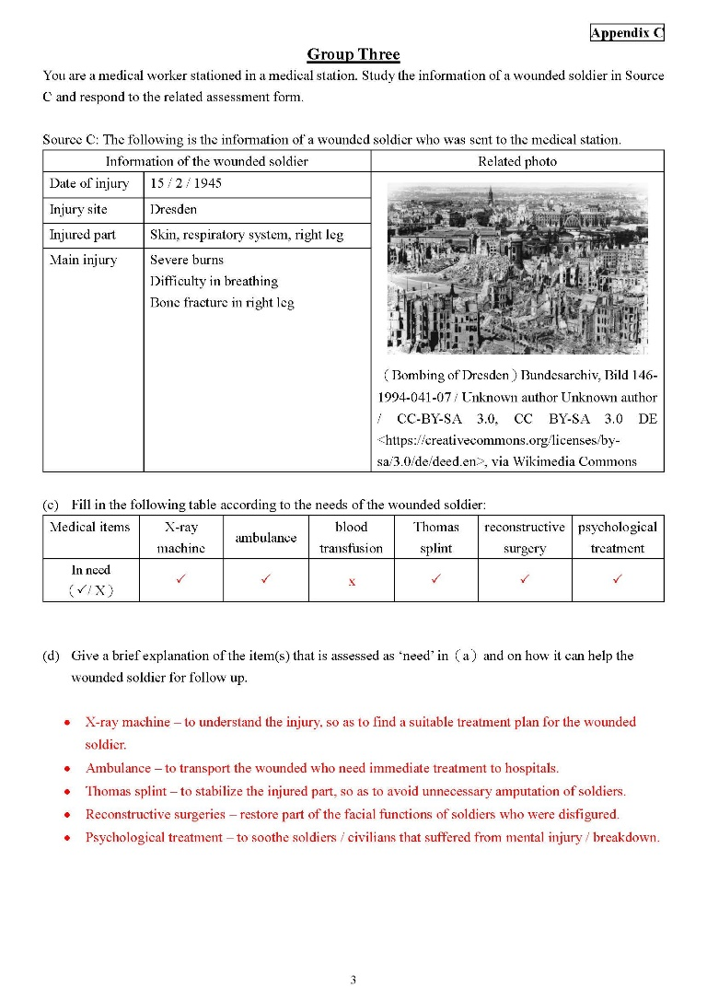 Appendix C
Group Three
You are a medical worker stationed in a medical station. Study the information of a wounded soldier in Source
C and respond to the related assessment form.
Source C: The following is the information of a wounded soldier who was sent to the medical station.
Information of the wounded soldier
Related photo
Date of injury
15 / 2 / 1945
Injury site
Dresden
Injured part
Skin, respiratory system, right leg
Main injury
Severe burns
Difficulty in breathing
Bone fracture in right leg
（Bombing of Dresden）Bundesarchiv, Bild 146-
1994-041-07 / Unknown author Unknown author
/ CC-BY-SA 3.0, CC BY-SA 3.0 DE
<https://creativecommons.org/licenses/by-
sa/3.0/de/deed.en>, via Wikimedia Commons
(c) Fill in the following table according to the needs of the wounded soldier:
Medical items
X-ray
machine
ambulance
blood
transfusion
Thomas
splint
reconstructive
surgery
psychological
treatment
In need
（✓/ X）
✓
✓
x
✓
✓
✓
(d) Give a brief explanation of the item(s) that is assessed as ‘need’ in（a）and on how it can help the
wounded soldier for follow up.
• X-ray machine – to understand the injury, so as to find a suitable treatment plan for the wounded
soldier.
• Ambulance – to transport the wounded who need immediate treatment to hospitals.
• Thomas splint – to stabilize the injured part, so as to avoid unnecessary amputation of soldiers.
• Reconstructive surgeries – restore part of the facial functions of soldiers who were disfigured.
• Psychological treatment – to soothe soldiers / civilians that suffered from mental injury / breakdown.
3